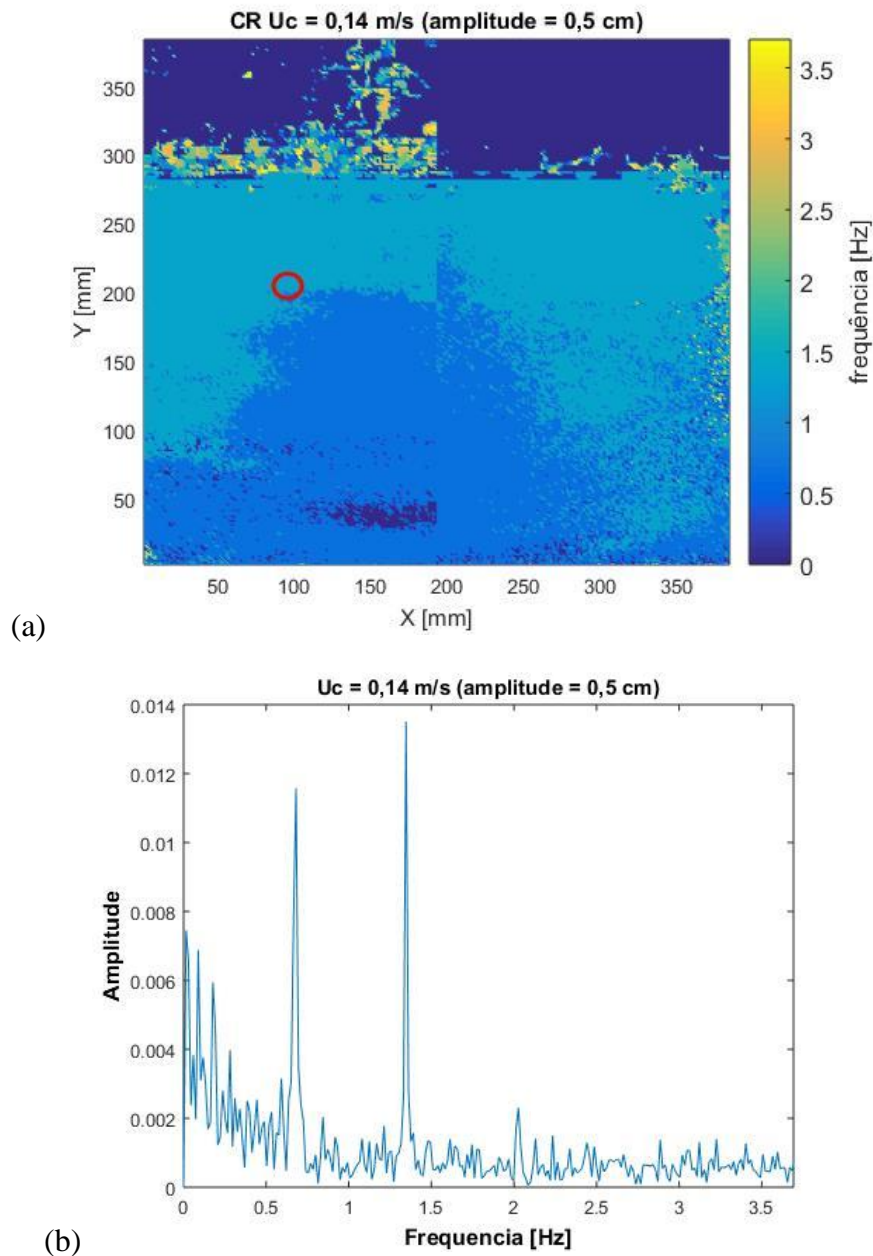 CR Uc = 0,14 m/s (amplitude = 0,5 cm)
350
300
250
200
150
100
50
Y [mm]
50 100 150 200 250 300 350
X [mm]
3.5
3
2.5
2
1.5
1
0.5
0
frequência [Hz]
(a)
Uc = 0,14 m/s (amplitude = 0,5 cm)
0.014
0.012
0.01
0.008
0.006
0.004
0.002
0
Amplitude
0 0.5 1 1.5 2 2.5 3 3.5
Frequencia [Hz]
(b)